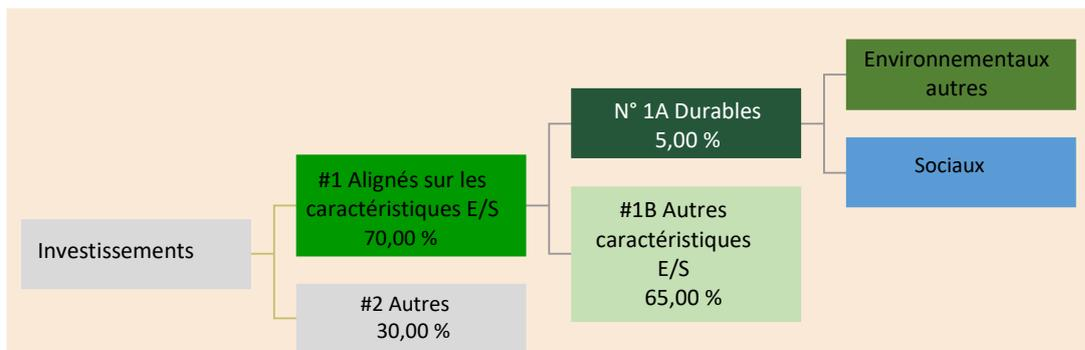 Investissements
#1 Alignés sur les
caractéristiques E/S
70,00 %
#2 Autres
30,00 %
N° 1A Durables
5,00 %
#1B Autres
caractéristiques
E/S
65,00 %
Environnementaux
autres
Sociaux